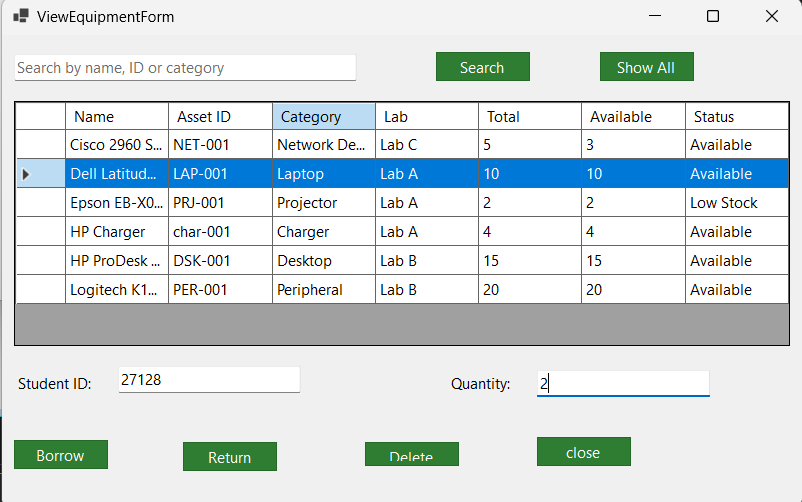 ViewEquipmentForm
Search by name, ID or category Search Show All
Name Asset ID Category Lab Total Available Status
Cisco 2960 S... NET-001 Network De... Lab C 5 3 Available
Dell Latitud... LAP-001 Laptop Lab A 10 10 Available
Epson EB-X0... PRJ-001 Projector Lab A 2 2 Low Stock
HP Charger char-001 Charger Lab A 4 4 Available
HP ProDesk ... DSK-001 Desktop Lab B 15 15 Available
Logitech K1... PER-001 Peripheral Lab B 20 20 Available
Student ID: 27128 Quantity: 2
Borrow Return Delete close